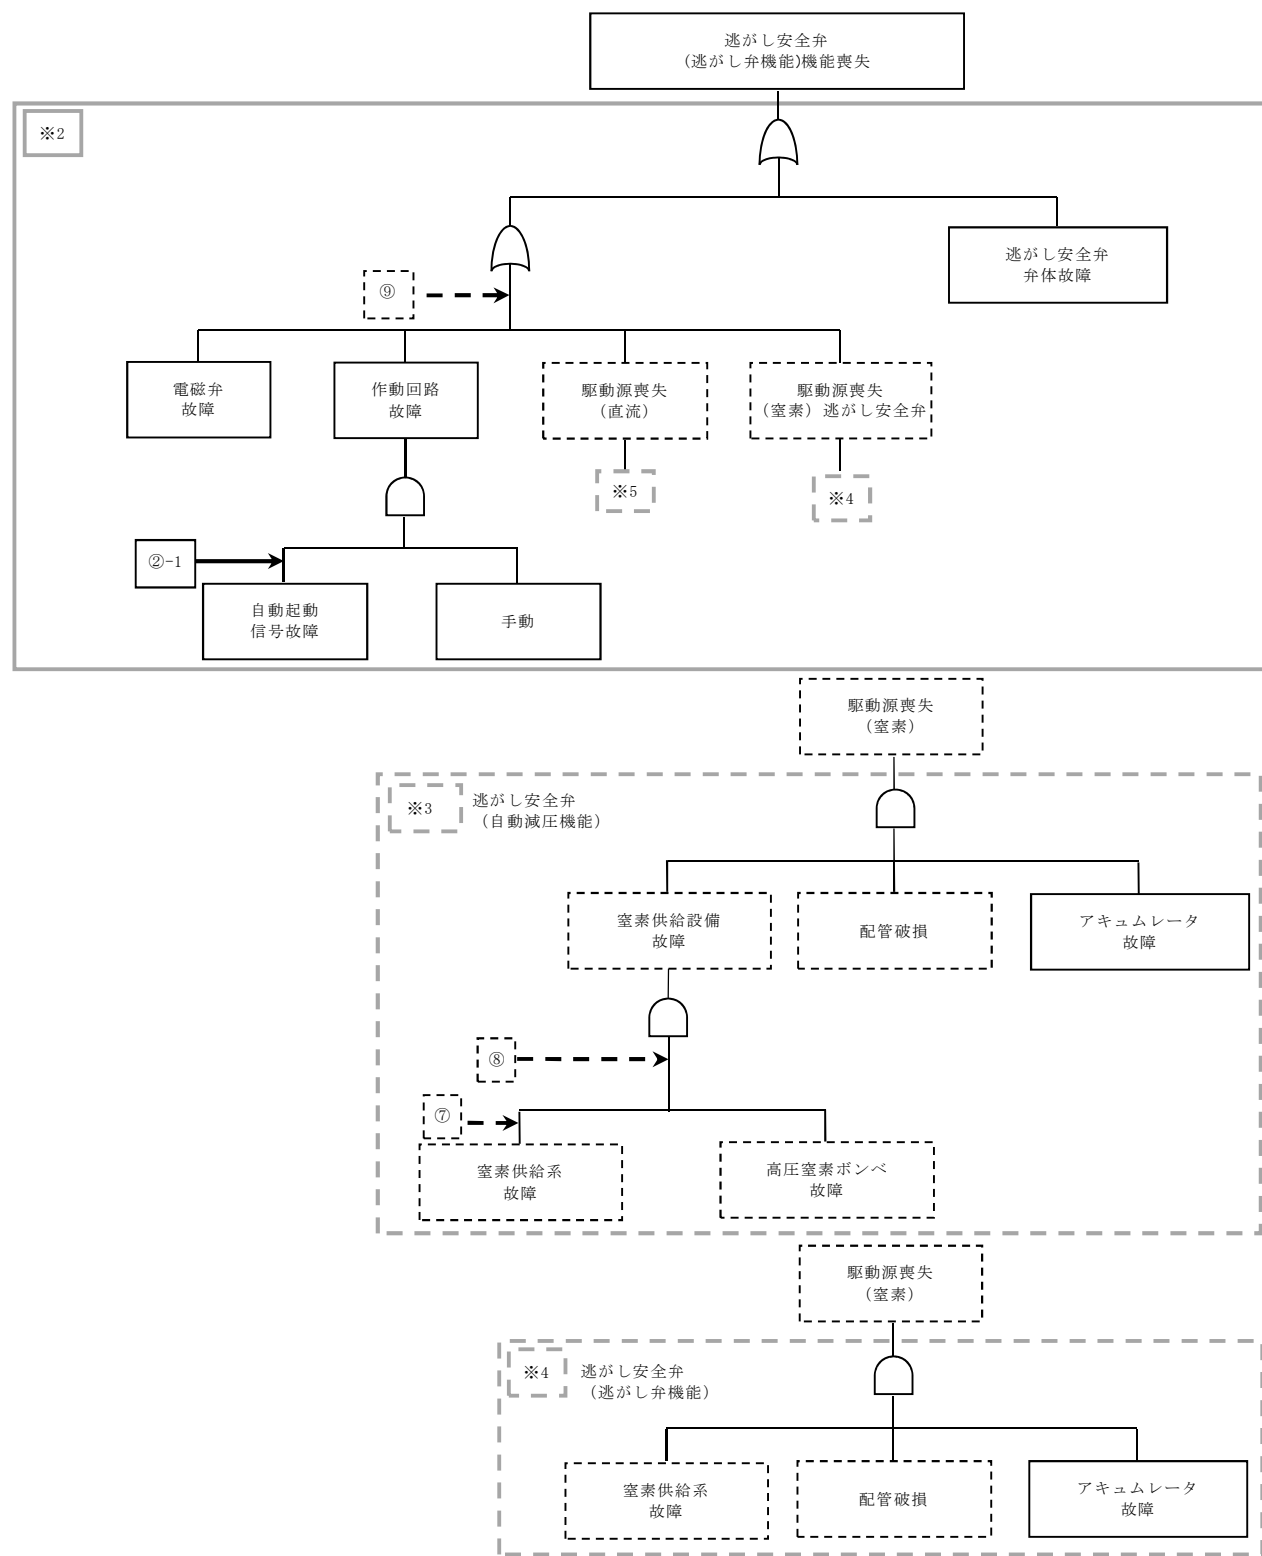 逃がし安全弁
(逃がし弁機能)機能喪失
※2
逃がし安全弁
弁体故障
⑨
電磁弁
故障
作動回路
故障
駆動源喪失
（直流）
駆動源喪失
（窒素）逃がし安全弁
※5
※4
②-1
自動起動
信号故障
手動
駆動源喪失
（窒素）
※3
逃がし安全弁
（自動減圧機能）
窒素供給設備
故障
配管破損
アキュムレータ
故障
⑧
⑦
窒素供給系
故障
高圧窒素ボンベ
故障
駆動源喪失
（窒素）
※4
逃がし安全弁
（逃がし弁機能）
窒素供給系
故障
配管破損
アキュムレータ
故障